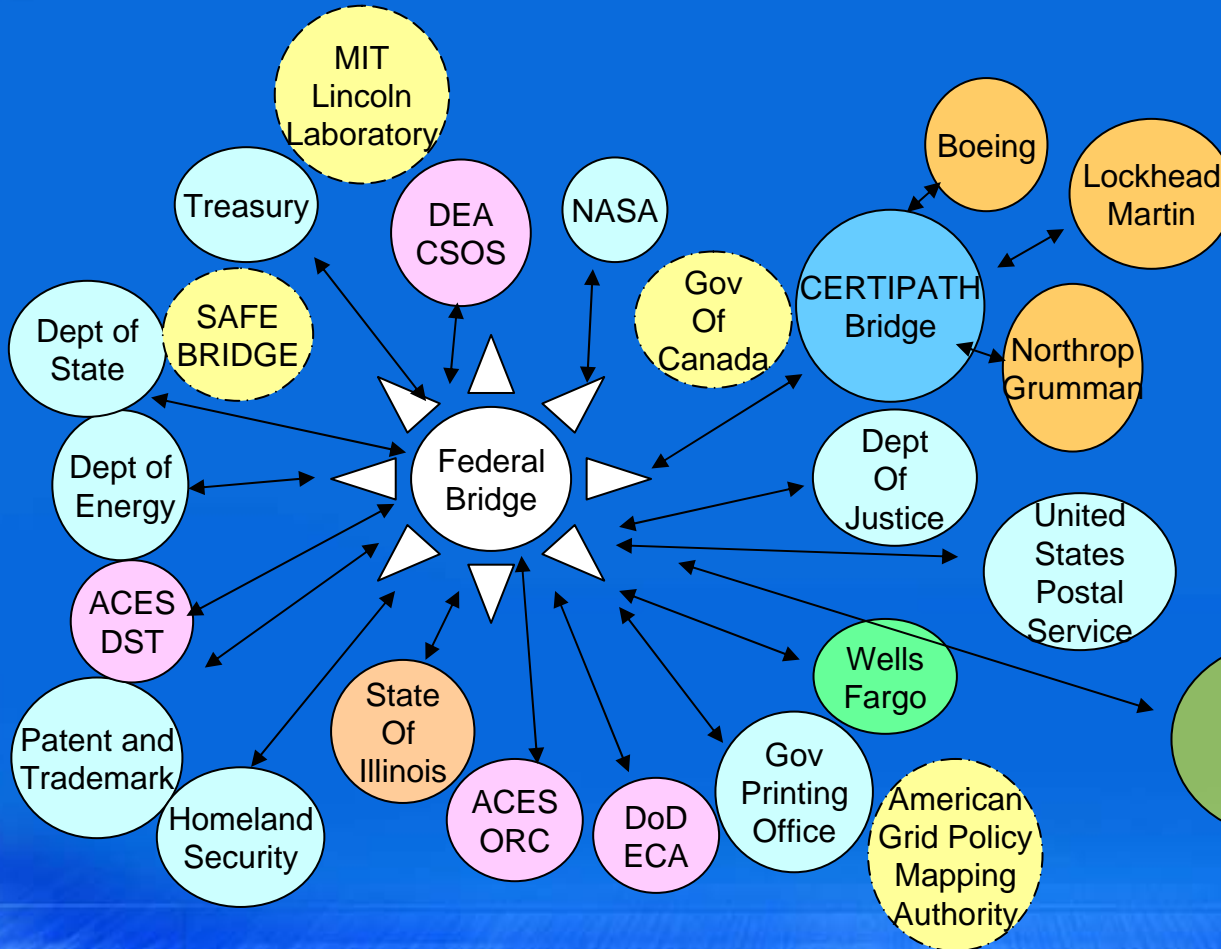 MIT
Lincoln
Laboratory
Treasury
DEA
CSOS
NASA
Boeing
Lockhead
Martin
Dept of
State
SAFE
BRIDGE
Gov
Of
Canada
CERTIPATH
Bridge
Northrop
Grumman
Dept of
Energy
Federal
Bridge
Dept
Of
Justice
United
States
Postal
Service
ACES
DST
Wells
Fargo
Patent and
Trademark
Homeland
Security
State
Of
Illinois
ACES
ORC
DoD
ECA
Gov
Printing
Office
American
Grid Policy
Mapping
Authority